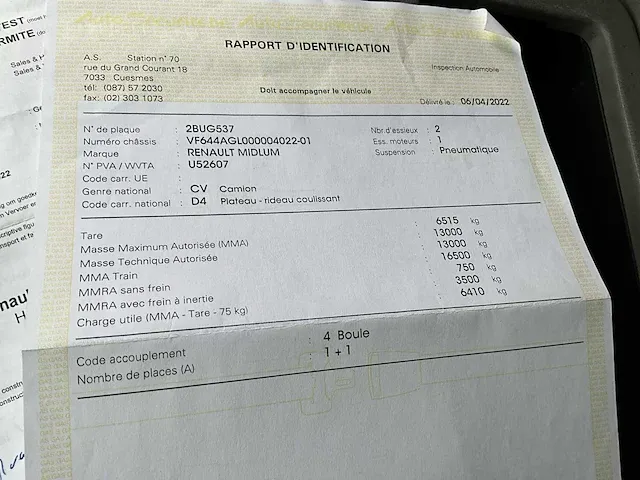 RAPPORT D'IDENTIFICATION
A.S. Station n° 70
rue du Grand Courant 18
7033 Cuesmes
tél: (087) 57 2030
fax: (02) 303 1073
Inspection Automobile
Doit accompagner le véhicule
Délivré le : 06/04/2022
N° de plaque : 2BUG537
Numéro châssis : VF644AGL000004022-01
Marque : RENAULT MIDLUM
N° PVA / WVTA : U52607
Code carr. UE :
Genre national : CV Camion
Code carr. national : D4 Plateau - rideau coulissant
Nbr d'essieux : 2
Ess. moteurs : 1
Suspension : Pneumatique
Tare : 6515 kg
Masse Maximum Autorisée (MMA) : 13000 kg
Masse Technique Autorisée : 13000 kg
MMA Train : 16500 kg
MMRA sans frein : 750 kg
MMRA avec frein à inertie : 3500 kg
Charge utile (MMA - Tare - 75 kg) : 6410 kg
Code accouplement : 4 Boule
Nombre de places (A) : 1 + 1
TEST
RMITE
Sales &
Sales &